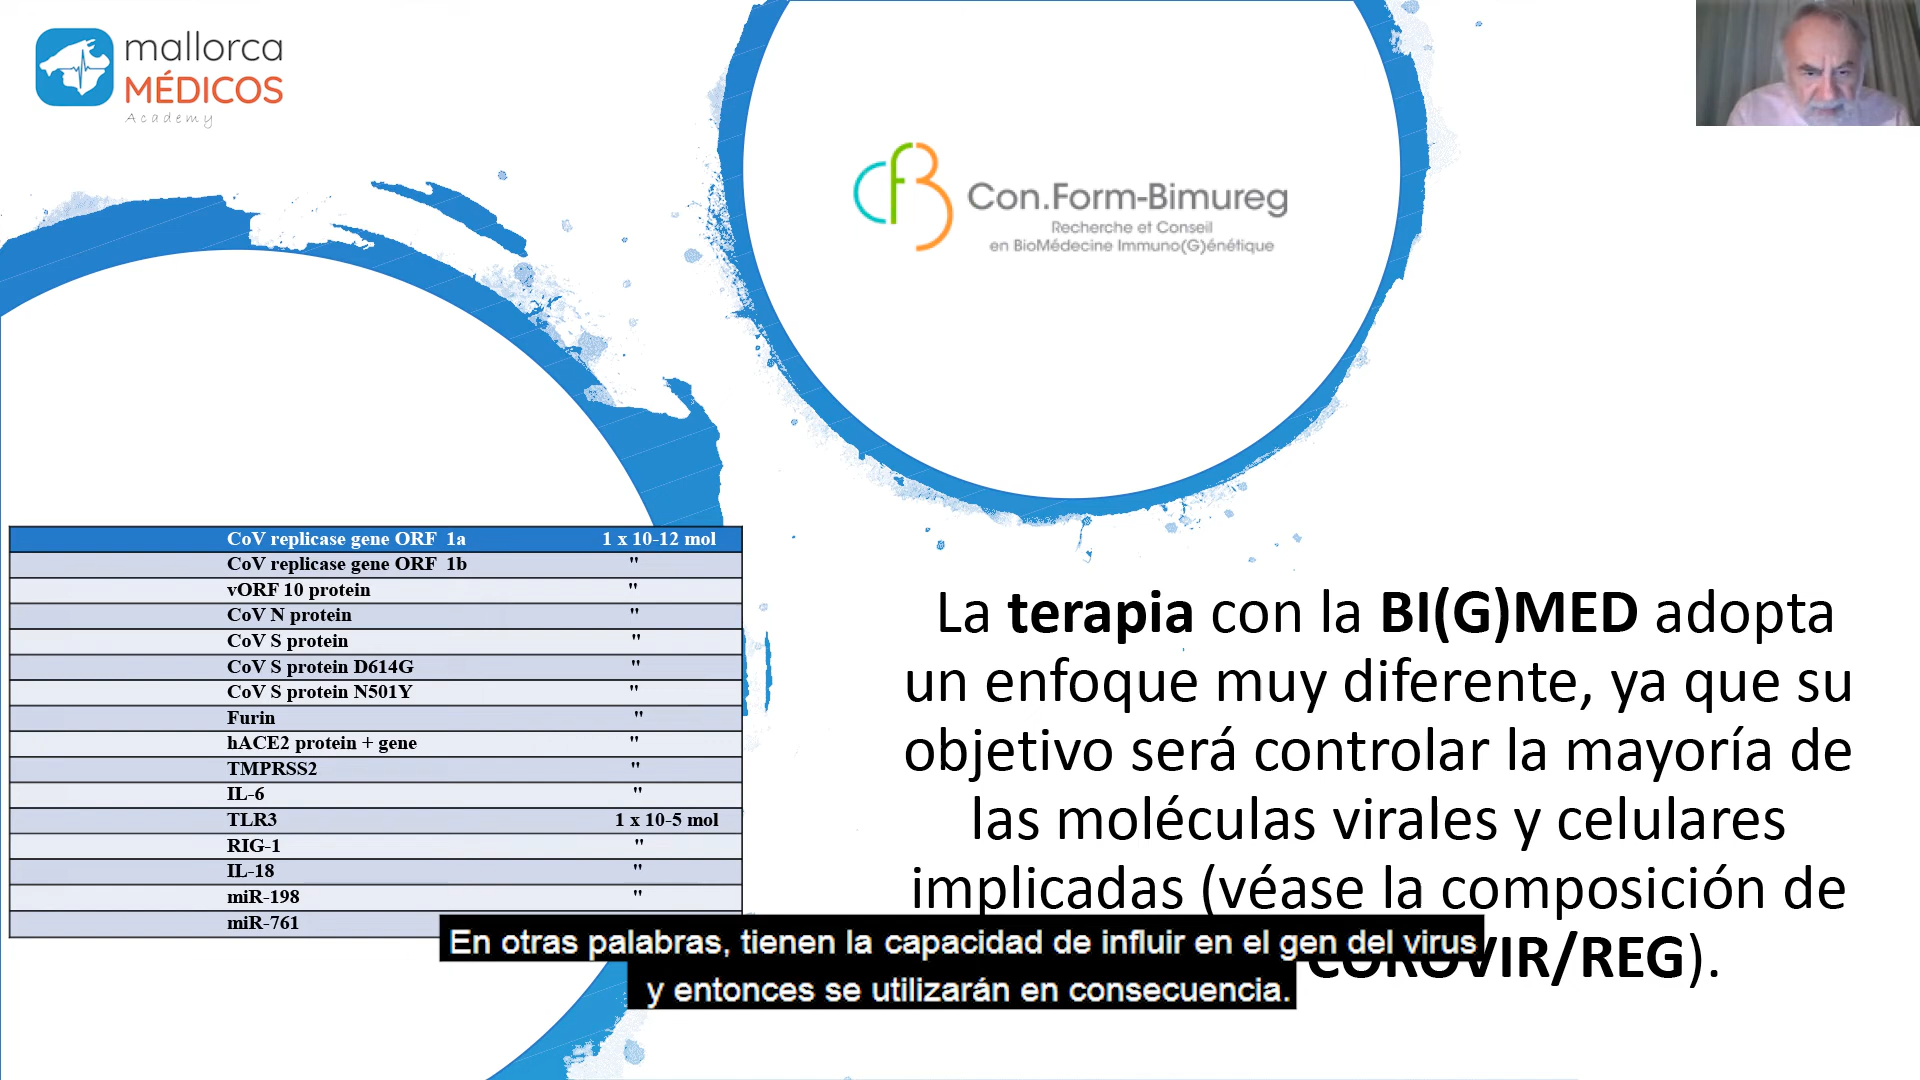 mallorca
MÉDICOS
Academy
Con.Form-Bimureg
Recherche et Conseil
en BioMédecine Immuno(G)énétique
CoV replicase gene ORF 1a 1 x 10-12 mol
CoV replicase gene ORF 1b "
vORF 10 protein "
CoV N protein "
CoV S protein "
CoV S protein D614G "
CoV S protein N501Y "
Furin "
hACE2 protein + gene "
TMPRSS2 "
IL-6 "
TLR3 1 x 10-5 mol
RIG-1 "
IL-18 "
miR-198 "
miR-761
La terapia con la BI(G)MED adopta
un enfoque muy diferente, ya que su
objetivo será controlar la mayoría de
las moléculas virales y celulares
implicadas (véase la composición de
COROVIR/REG).
En otras palabras, tienen la capacidad de influir en el gen del virus
y entonces se utilizarán en consecuencia.